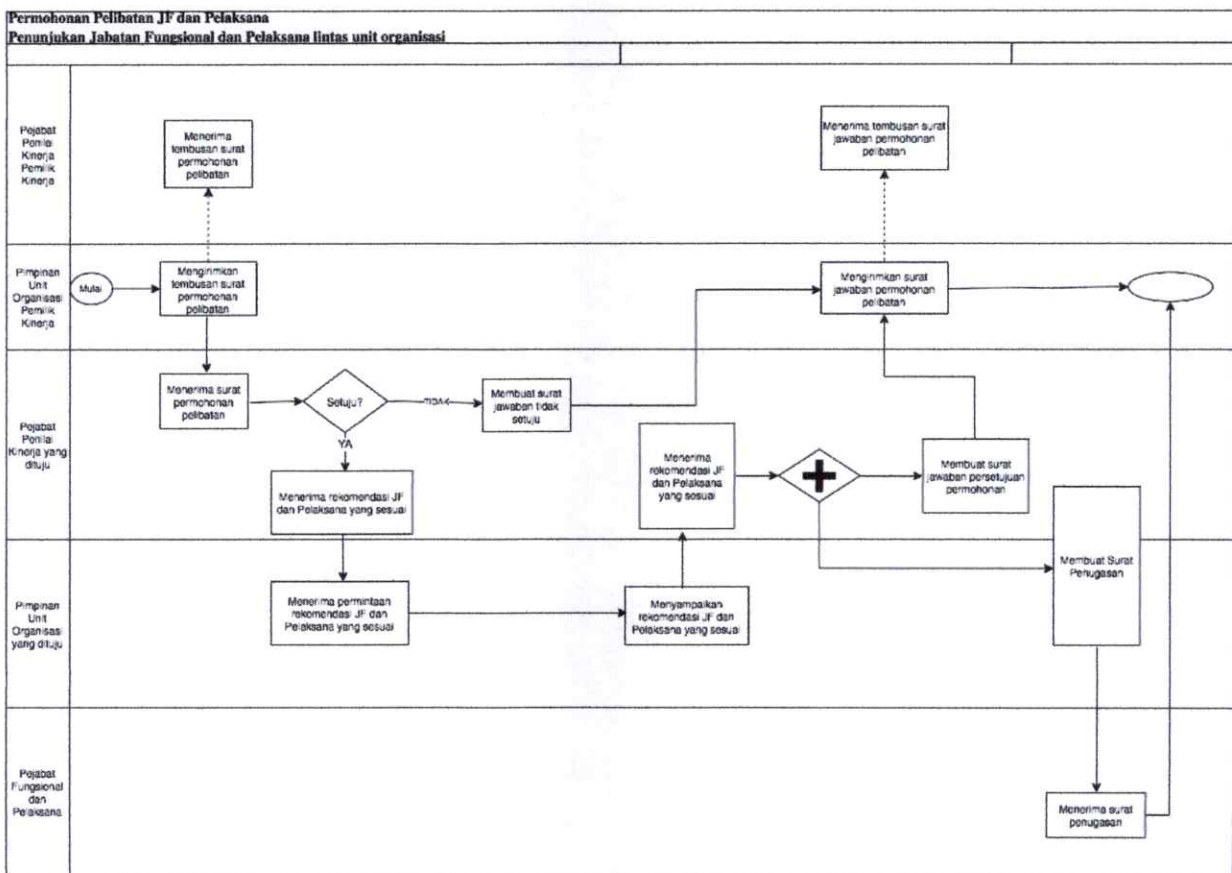 Permohonan Pelibatan JF dan Pelaksana
Penunjukan Jabatan Fungsional dan Pelaksana lintas unit organisasi
Pejabat
Penilai
Kinerja
Pemilik
Kinerja
Menerima
tembusan surat
permohonan
pelibatan
Menerima tembusan surat
jawaban permohonan
pelibatan
Pimpinan
Unit
Organisasi
Pemilik
Kinerja
Mulai
Mengirimkan
tembusan surat
permohonan
pelibatan
Mengirimkan surat
jawaban permohonan
pelibatan
Pejabat
Penilai
Kinerja yang
dituju
Menerima surat
permohonan
pelibatan
Setuju?
TIDAK
Membuat surat
jawaban tidak
setuju
YA
Menerima rekomendasi JF
dan Pelaksana yang sesuai
Menerima
rekomendasi JF
dan Pelaksana
yang sesuai
Membuat surat
jawaban persetujuan
permohonan
Pimpinan
Unit
Organisasi
yang dituju
Menerima permintaan
rekomendasi JF dan
Pelaksana yang sesuai
Menyampaikan
rekomendasi JF dan
Pelaksana yang sesuai
Membuat Surat
Penugasan
Pejabat
Fungsional
dan
Pelaksana
Menerima surat
penugasan